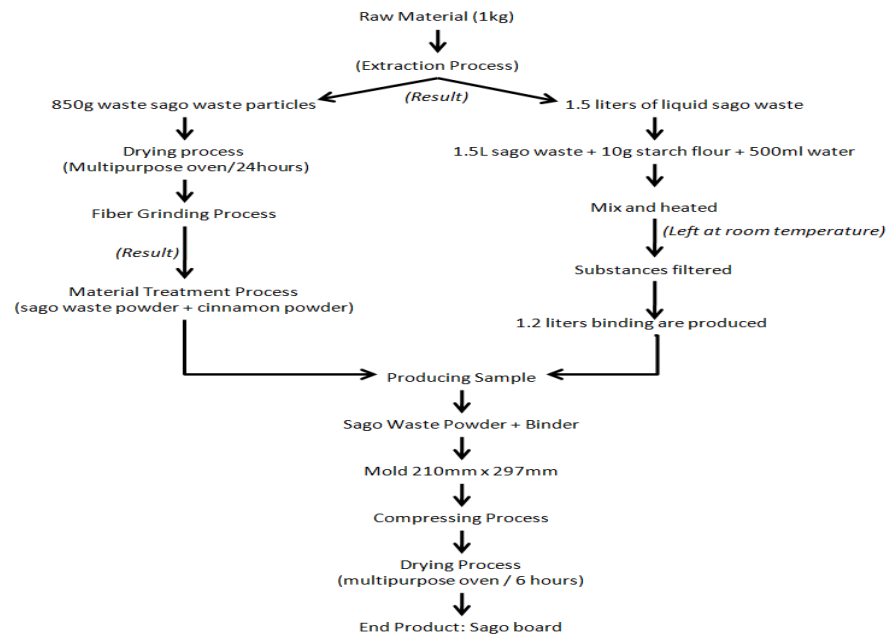 Raw Material (1kg)
(Extraction Process)
(Result)
850g waste sago waste particles
1.5 liters of liquid sago waste
Drying process
(Multipurpose oven/24hours)
1.5L sago waste + 10g starch flour + 500ml water
Fiber Grinding Process
Mix and heated
(Result)
(Left at room temperature)
Substances filtered
Material Treatment Process
(sago waste powder + cinnamon powder)
1.2 liters binding are produced
Producing Sample
Sago Waste Powder + Binder
Mold 210mm x 297mm
Compressing Process
Drying Process
(multipurpose oven / 6 hours)
End Product: Sago board